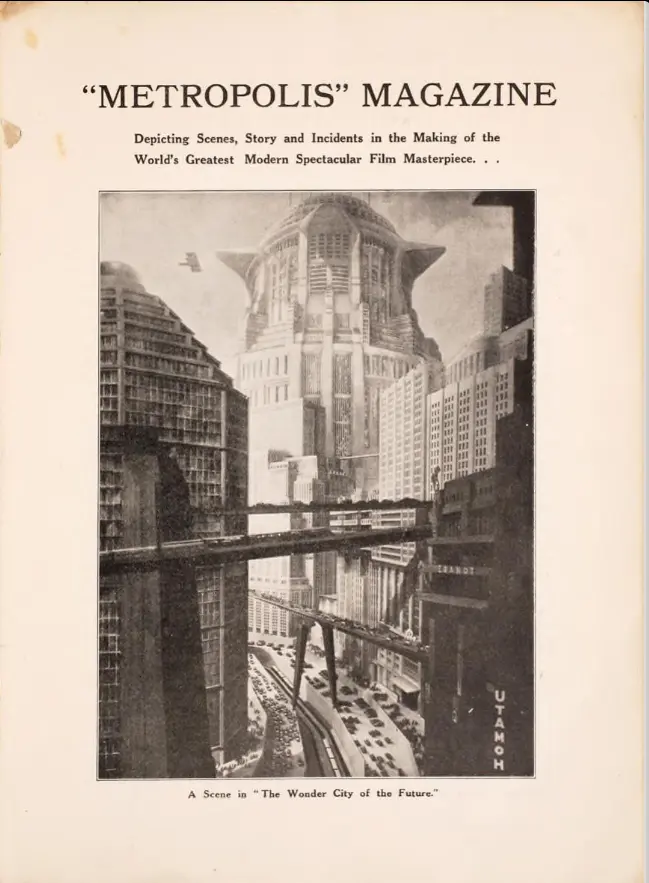 “METROPOLIS” MAGAZINE
Depicting Scenes, Story and Incidents in the Making of the
World's Greatest Modern Spectacular Film Masterpiece. . .
UTAMOH
A Scene in “The Wonder City of the Future.”